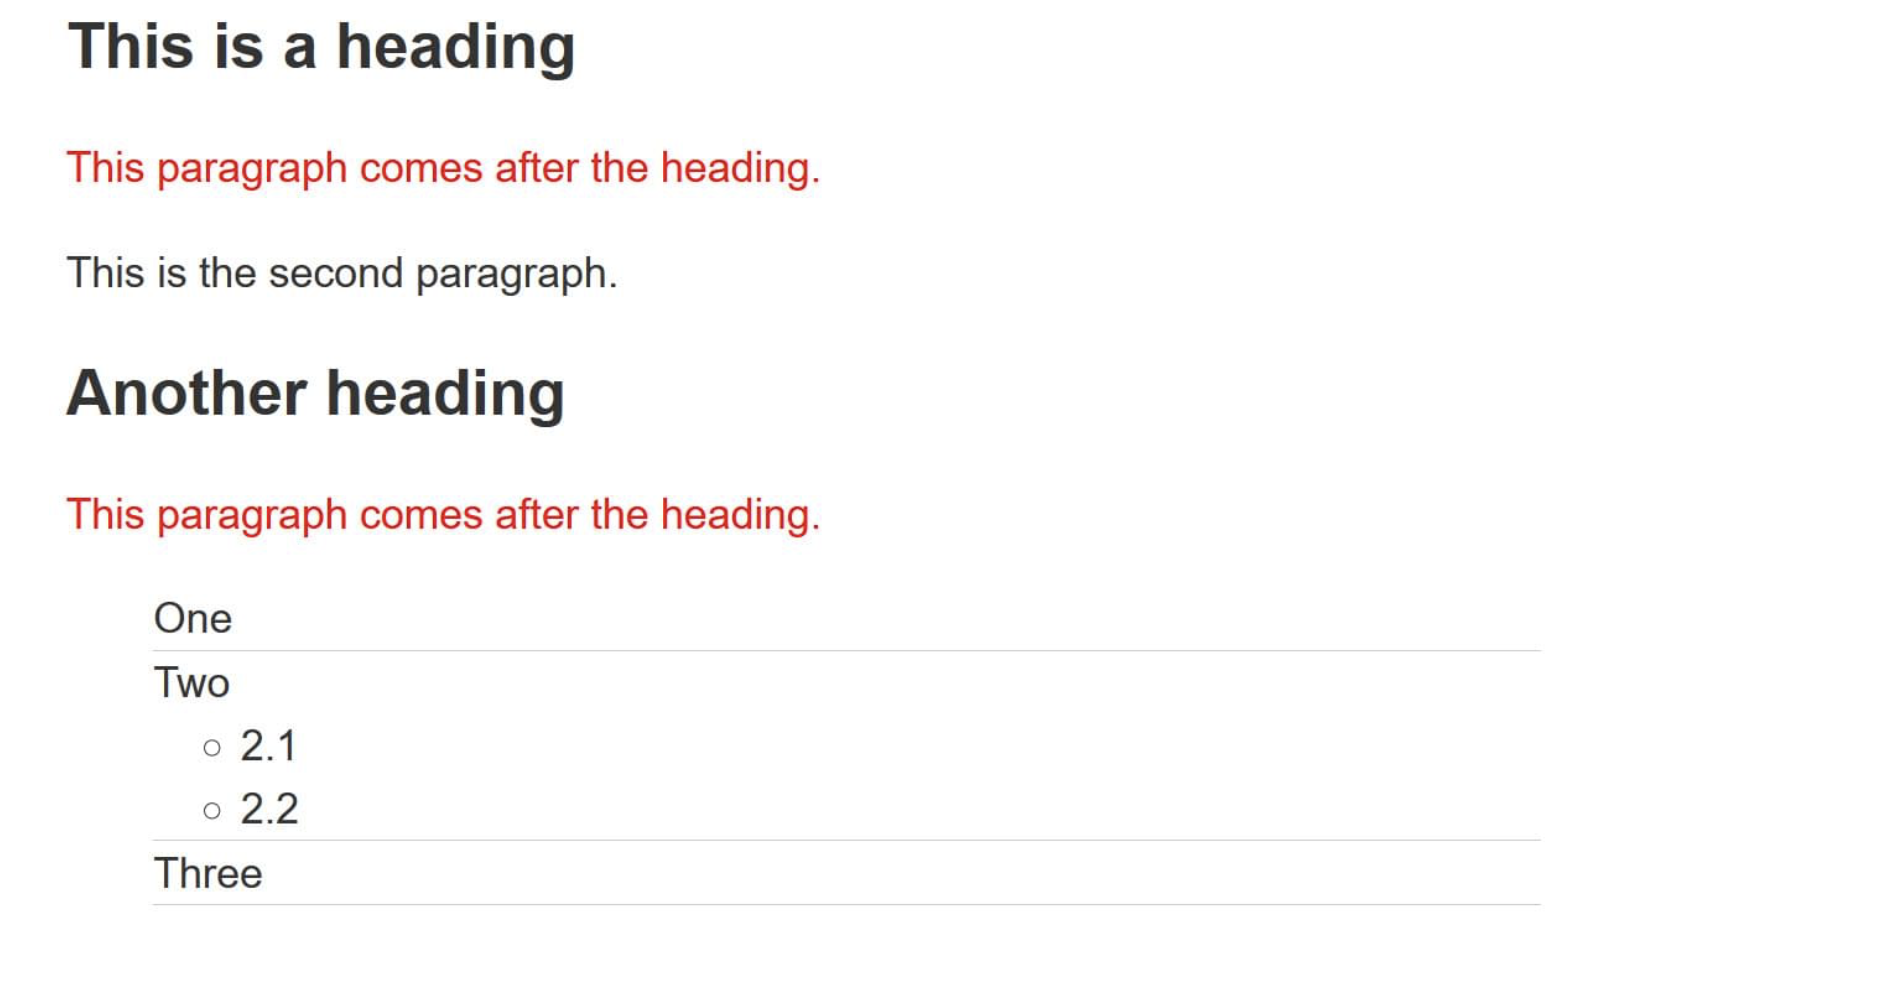 This is a heading
This paragraph comes after the heading.
This is the second paragraph.
Another heading
This paragraph comes after the heading.
One
Two
2.1
2.2
Three